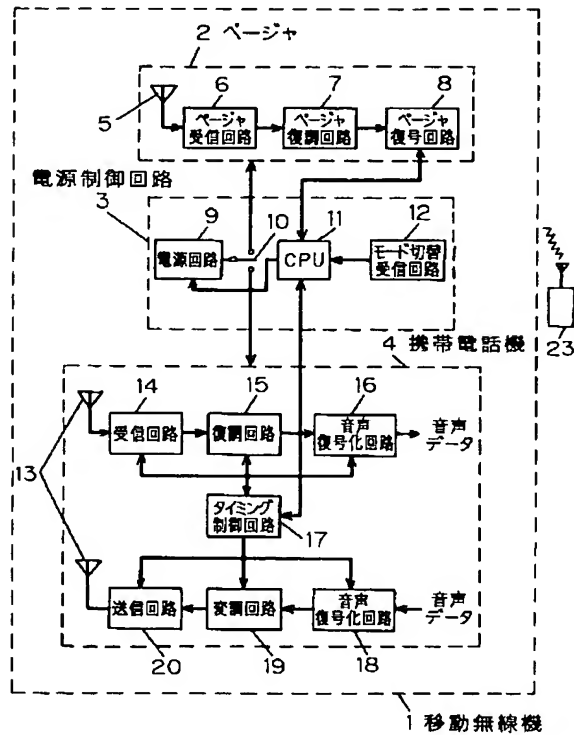 2 ページャ
5
6
7
8
ページャ
受信回路
ページャ
復調回路
ページャ
復号回路
電源制御回路
3
9
10
11
12
電源回路
CPU
モード切替
受信回路
23
4 携帯電話機
13
14
15
16
受信回路
復調回路
音声
復号化回路
音声
データ
タイミング
制御回路
17
送信回路
変調回路
音声
復号化回路
音声
データ
20
19
18
1 移動無線機